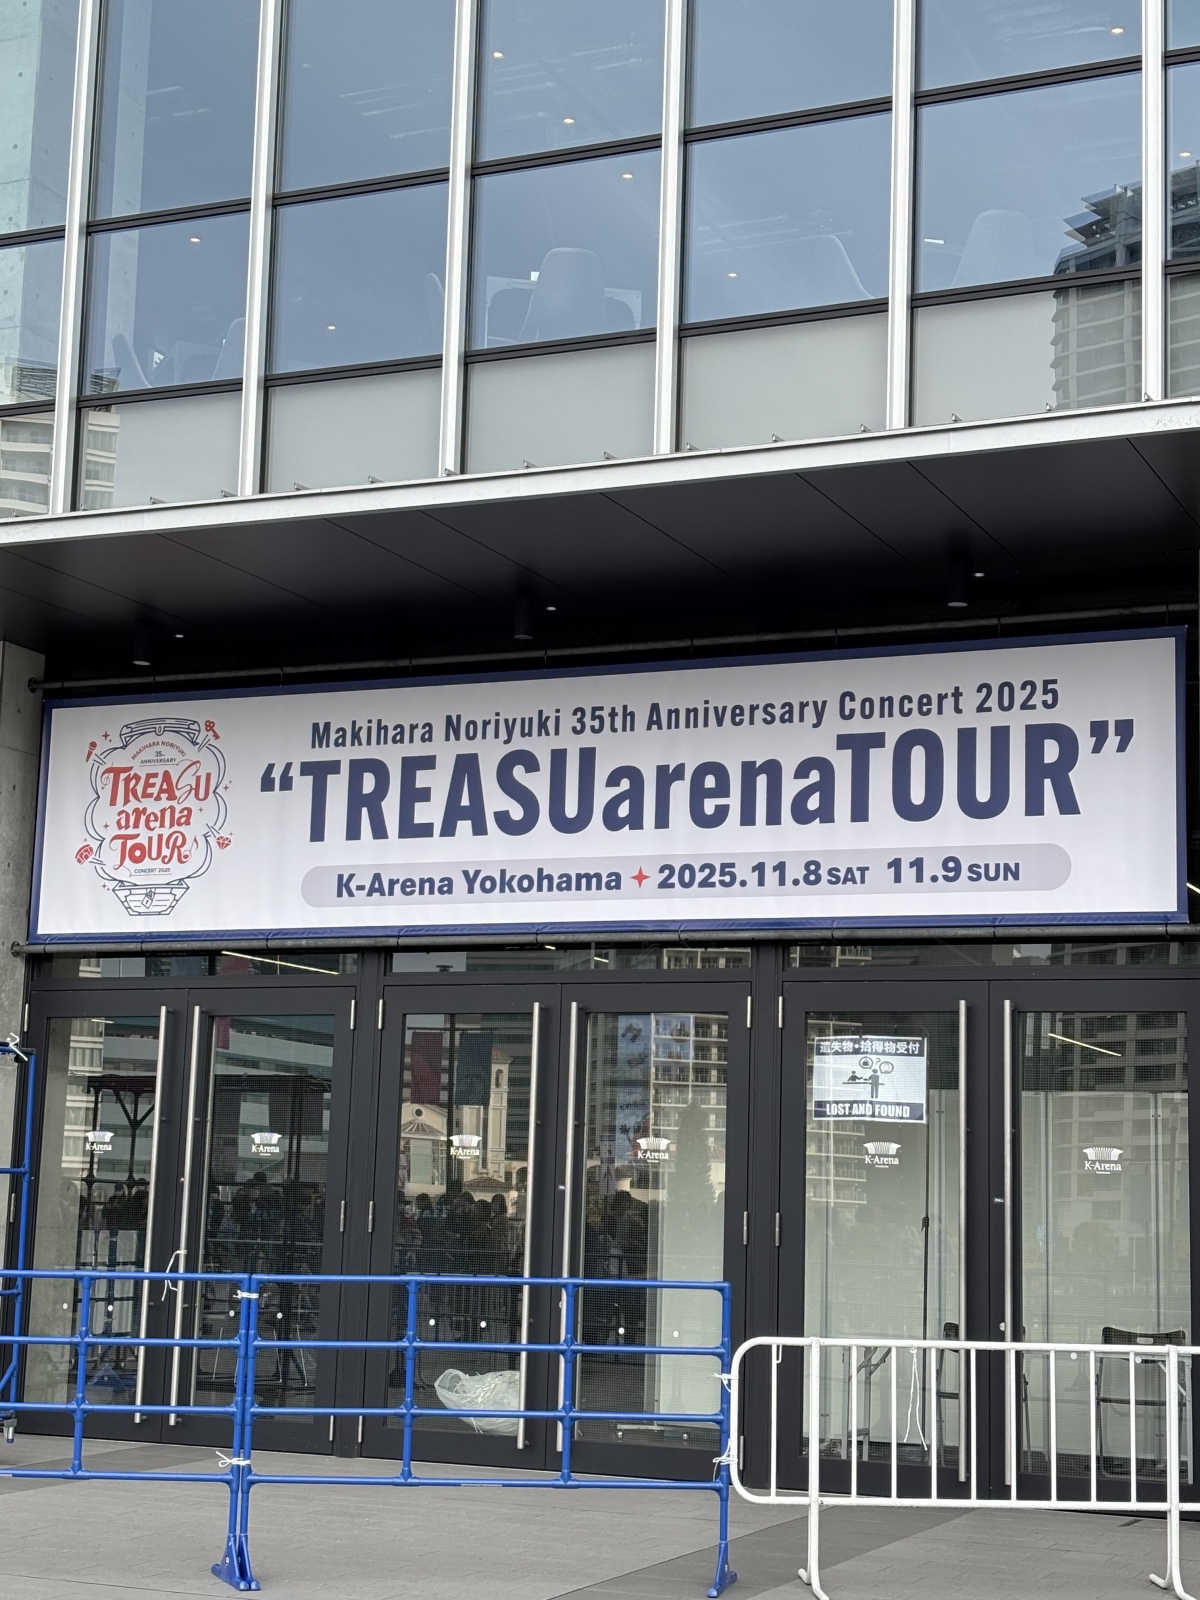 Makihara Noriyuki 35th Anniversary Concert 2025
“TREASUarenaTOUR”
K-Arena Yokohama 2025.11.8 SAT 11.9 SUN
MAKIHARA NORIYUKI
35th
ANNIVERSARY
TREASU
arena
TOUR
CONCERT 2025
遺失物・拾得物受付
LOST AND FOUND
K-Arena
K-Arena
K-Arena
K-Arena
K-Arena
K-Arena